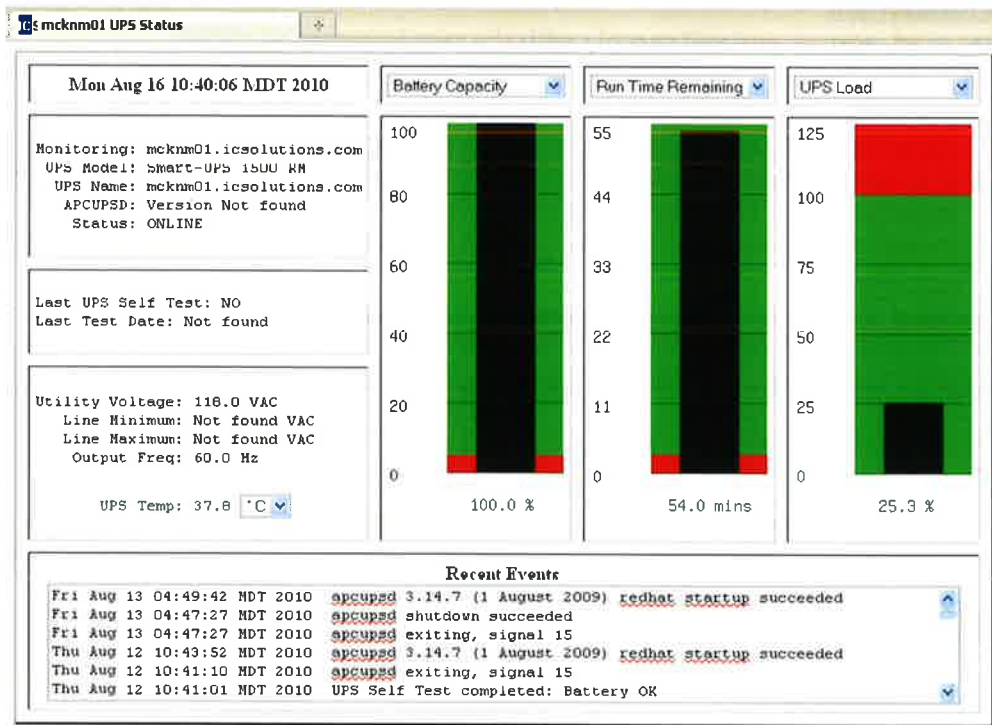 mcknm01 UPS Status
Mon Aug 16 10:40:06 MDT 2010
Monitoring: mcknm01.icsolutions.com
UPS Model: Smart-UPS 1500 RM
UPS Name: mcknm01.icsolutions.com
APCUPSD: Version Not found
Status: ONLINE
Last UPS Self Test: NO
Last Test Date: Not found
Utility Voltage: 118.0 VAC
Line Minimum: Not found VAC
Line Maximum: Not found VAC
Output Freq: 60.0 Hz
UPS Temp: 37.8 °C
Battery Capacity
100
80
60
40
20
0
100.0 %
Run Time Remaining
55
44
33
22
11
0
54.0 mins
UPS Load
125
100
75
50
25
0
25.3 %
Recent Events
Fri Aug 13 04:49:42 MDT 2010 apcupsd 3.14.7 (1 August 2009) redhat startup succeeded
Fri Aug 13 04:47:27 MDT 2010 apcupsd shutdown succeeded
Fri Aug 13 04:47:27 MDT 2010 apcupsd exiting, signal 15
Thu Aug 12 10:43:52 MDT 2010 apcupsd 3.14.7 (1 August 2009) redhat startup succeeded
Thu Aug 12 10:41:10 MDT 2010 apcupsd exiting, signal 15
Thu Aug 12 10:41:01 MDT 2010 UPS Self Test completed: Battery OK